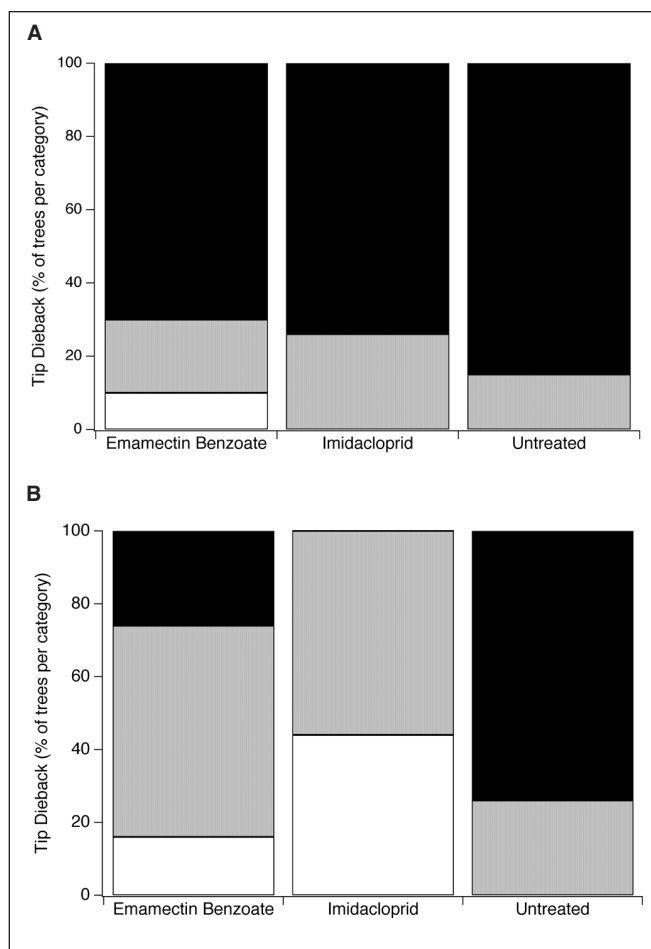 A
Tip Dieback (% of trees per category)
100
80
60
40
20
0
Emamectin Benzoate Imidacloprid Untreated
B
Tip Dieback (% of trees per category)
100
80
60
40
20
0
Emamectin Benzoate Imidacloprid Untreated